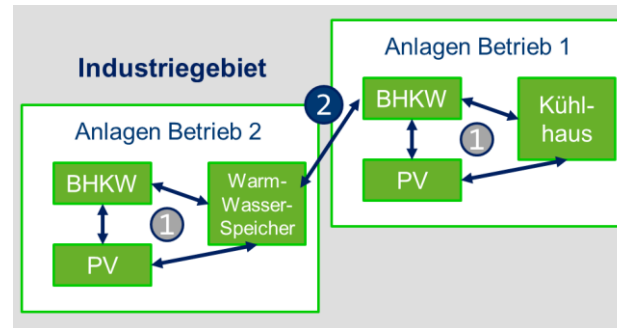 Industriegebiet
Anlagen Betrieb 1
BHKW
Kühl-
haus
1
PV
2
Anlagen Betrieb 2
BHKW
Warm-
Wasser-
Speicher
1
PV